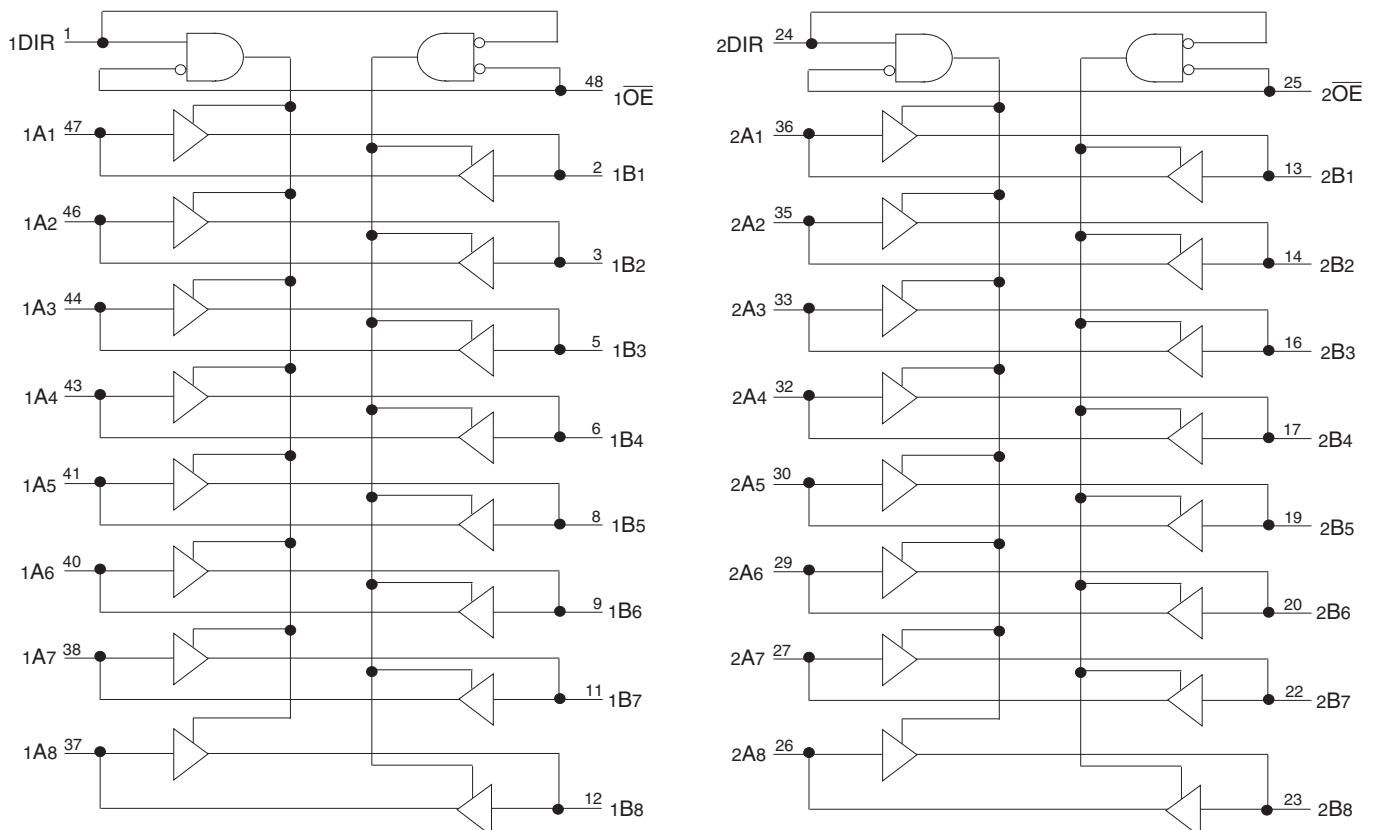 1DIR 1 2DIR 24
48 1OE 25 2OE
1A1 47 2A1 36
2 1B1 13 2B1
1A2 46 2A2 35
3 1B2 14 2B2
1A3 44 2A3 33
5 1B3 16 2B3
1A4 43 2A4 32
6 1B4 17 2B4
1A5 41 2A5 30
8 1B5 19 2B5
1A6 40 2A6 29
9 1B6 20 2B6
1A7 38 2A7 27
11 1B7 22 2B7
1A8 37 2A8 26
12 1B8 23 2B8